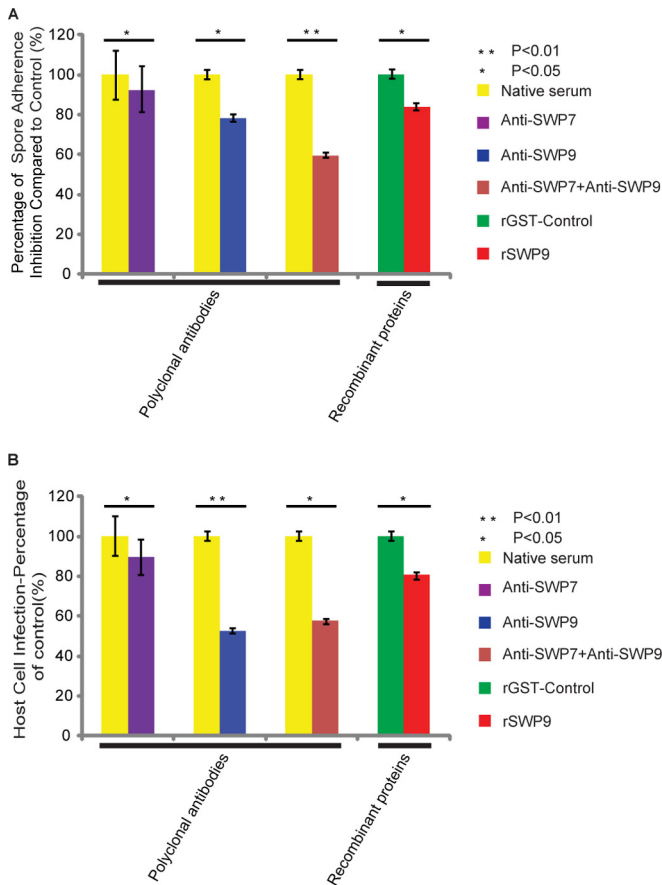 A
Percentage of Spore Adherence
Inhibition Compared to Control (%)
120
100
80
60
40
20
0
*
*
* *
*
* * P<0.01
* P<0.05
Native serum
Anti-SWP7
Anti-SWP9
Anti-SWP7+Anti-SWP9
rGST-Control
rSWP9
Polyclonal antibodies
Recombinant proteins
B
Host Cell Infection-Percentage
of control(%)
120
100
80
60
40
20
0
*
* *
*
*
* * P<0.01
* P<0.05
Native serum
Anti-SWP7
Anti-SWP9
Anti-SWP7+Anti-SWP9
rGST-Control
rSWP9
Polyclonal antibodies
Recombinant proteins